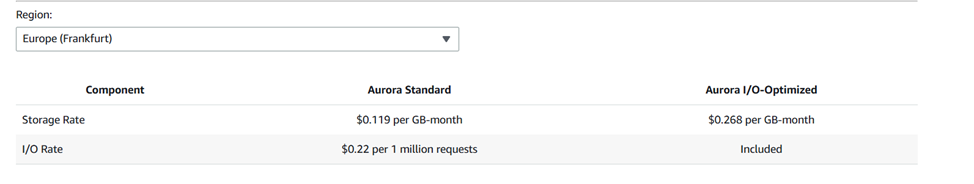 Region:
Europe (Frankfurt)
Component Aurora Standard Aurora I/O-Optimized
Storage Rate $0.119 per GB-month $0.268 per GB-month
I/O Rate $0.22 per 1 million requests Included